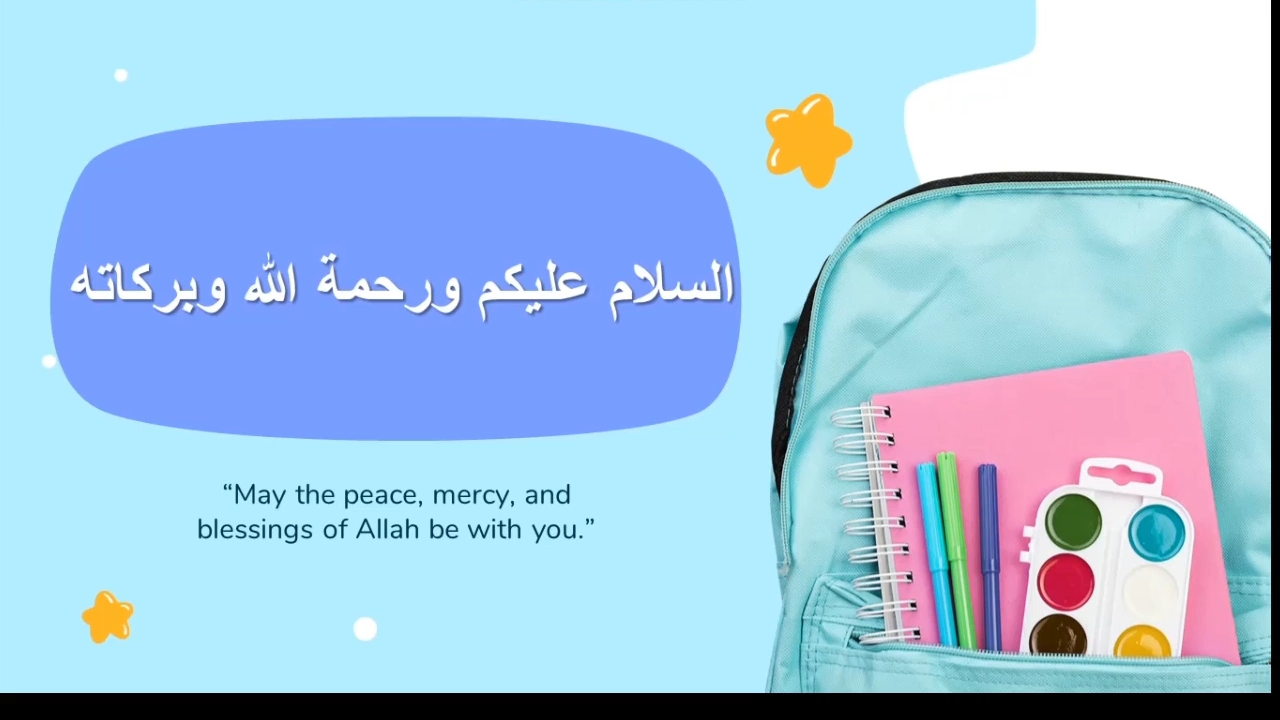 السلام عليكم ورحمة الله وبركاته
“May the peace, mercy, and
blessings of Allah be with you.”